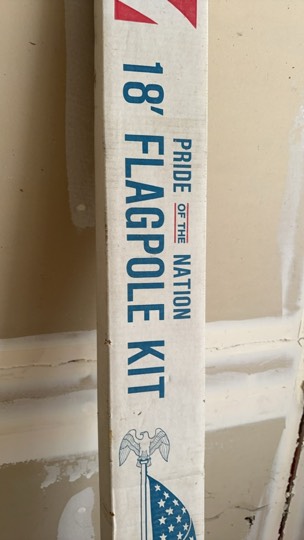 PRIDE OF THE NATION
18' FLAGPOLE KIT